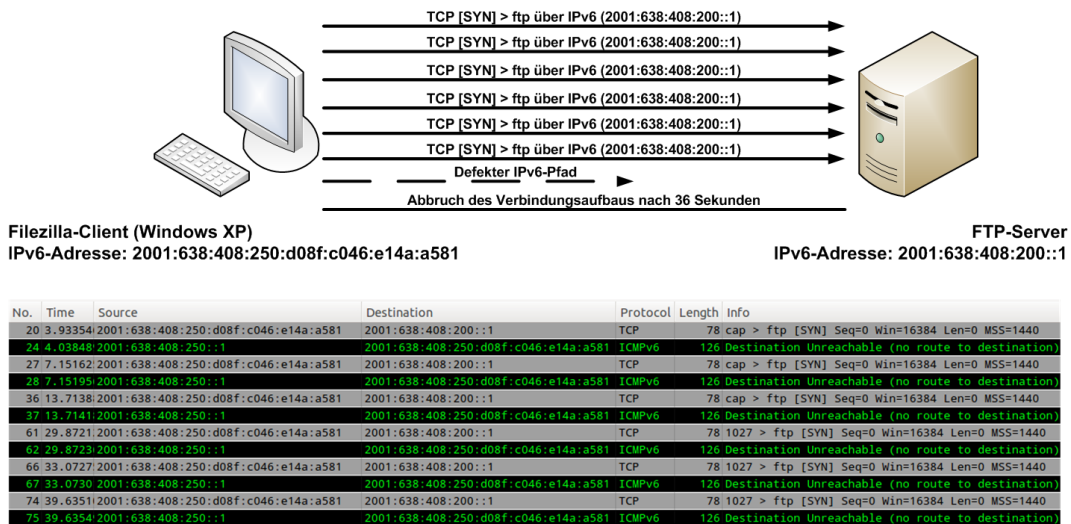 TCP [SYN] > ftp über IPv6 (2001:638:408:200::1)
TCP [SYN] > ftp über IPv6 (2001:638:408:200::1)
TCP [SYN] > ftp über IPv6 (2001:638:408:200::1)
TCP [SYN] > ftp über IPv6 (2001:638:408:200::1)
TCP [SYN] > ftp über IPv6 (2001:638:408:200::1)
TCP [SYN] > ftp über IPv6 (2001:638:408:200::1)
Defekter IPv6-Pfad
Abbruch des Verbindungsaufbaus nach 36 Sekunden
Filezilla-Client (Windows XP)
IPv6-Adresse: 2001:638:408:250:d08f:c046:e14a:a581
FTP-Server
IPv6-Adresse: 2001:638:408:200::1
No. Time Source Destination Protocol Length Info
20 3.93354 2001:638:408:250:d08f:c046:e14a:a581 2001:638:408:200::1 TCP 78 cap > ftp [SYN] Seq=0 Win=16384 Len=0 MSS=1440
24 4.03848 2001:638:408:250::1 2001:638:408:250:d08f:c046:e14a:a581 ICMPv6 126 Destination Unreachable (no route to destination)
27 7.15162 2001:638:408:250:d08f:c046:e14a:a581 2001:638:408:200::1 TCP 78 cap > ftp [SYN] Seq=0 Win=16384 Len=0 MSS=1440
28 7.15195 2001:638:408:250::1 2001:638:408:250:d08f:c046:e14a:a581 ICMPv6 126 Destination Unreachable (no route to destination)
36 13.7138 2001:638:408:250:d08f:c046:e14a:a581 2001:638:408:200::1 TCP 78 cap > ftp [SYN] Seq=0 Win=16384 Len=0 MSS=1440
37 13.7141 2001:638:408:250::1 2001:638:408:250:d08f:c046:e14a:a581 ICMPv6 126 Destination Unreachable (no route to destination)
61 29.8721 2001:638:408:250:d08f:c046:e14a:a581 2001:638:408:200::1 TCP 78 1027 > ftp [SYN] Seq=0 Win=16384 Len=0 MSS=1440
62 29.8723 2001:638:408:250::1 2001:638:408:250:d08f:c046:e14a:a581 ICMPv6 126 Destination Unreachable (no route to destination)
66 33.0727 2001:638:408:250:d08f:c046:e14a:a581 2001:638:408:200::1 TCP 78 1027 > ftp [SYN] Seq=0 Win=16384 Len=0 MSS=1440
67 33.0730 2001:638:408:250::1 2001:638:408:250:d08f:c046:e14a:a581 ICMPv6 126 Destination Unreachable (no route to destination)
74 39.6351 2001:638:408:250:d08f:c046:e14a:a581 2001:638:408:200::1 TCP 78 1027 > ftp [SYN] Seq=0 Win=16384 Len=0 MSS=1440
75 39.6354 2001:638:408:250::1 2001:638:408:250:d08f:c046:e14a:a581 ICMPv6 126 Destination Unreachable (no route to destination)